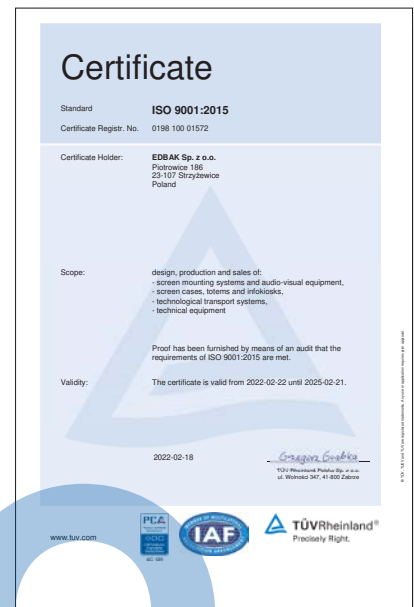 Certificate
Standard ISO 9001:2015
Certificate Registr. No. 0198 100 01572
Certificate Holder: EDBAK Sp. z o.o.
Piotrowice 186
23-107 Strzyżewice
Poland
Scope: design, production and sales of:
- screen mounting systems and audio-visual equipment,
- screen cases, totems and infokiosks,
- technological transport systems,
- technical equipment
Proof has been furnished by means of an audit that the
requirements of ISO 9001:2015 are met.
Validity: The certificate is valid from 2022-02-22 until 2025-02-21.
2022-02-18
TÜV Rheinland Polska Sp. z o.o.
ul. Wolności 347, 41-800 Zabrze
www.tuv.com
PCA
IAF
TÜVRheinland®
Precisely Right.